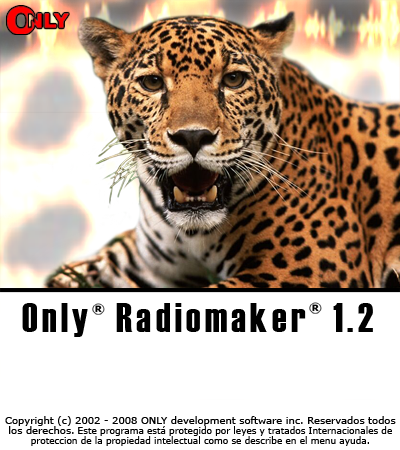 ONLY
Only® Radiomaker® 1.2
Copyright (c) 2002 - 2008 ONLY development software inc. Reservados todos
los derechos. Este programa está protegido por leyes y tratados Internacionales de
proteccion de la propiedad intelectual como se describe en el menu ayuda.